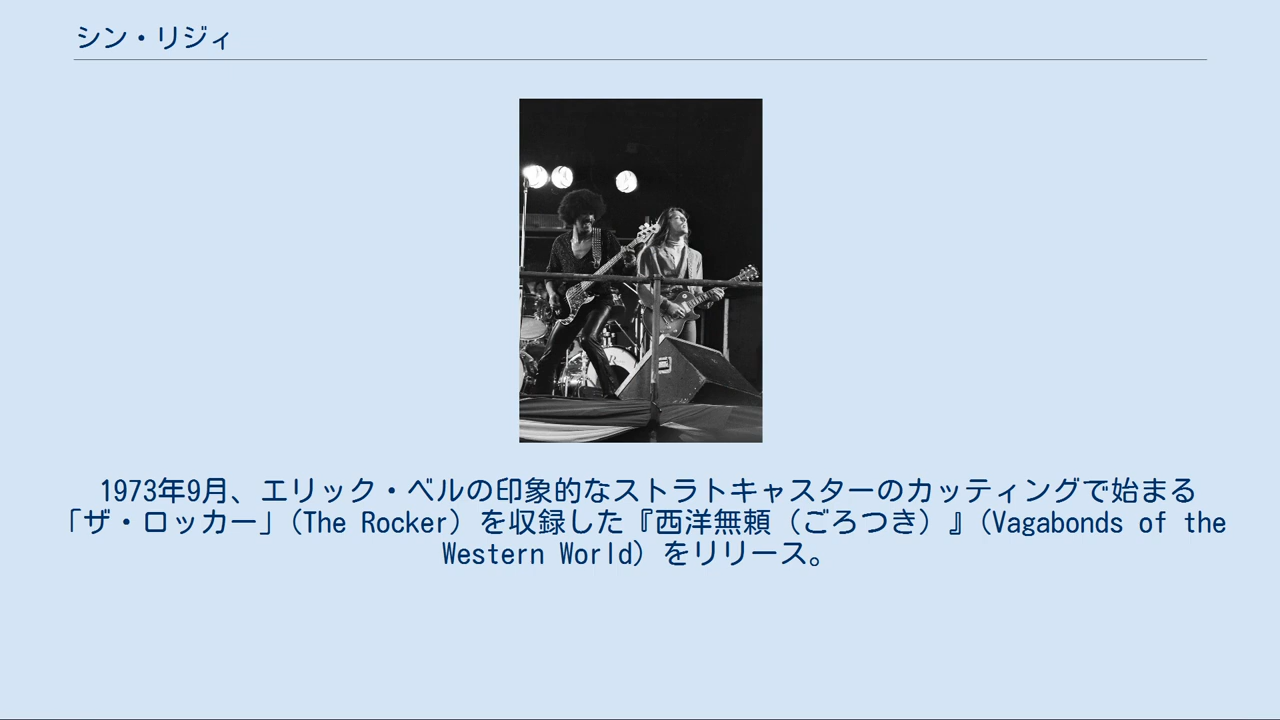 シン・リジィ
1973年9月、エリック・ベルの印象的なストラトキャスターのカッティングで始まる
「ザ・ロッカー」（The Rocker）を収録した『西洋無頼（ごろつき）』（Vagabonds of the
Western World）をリリース。